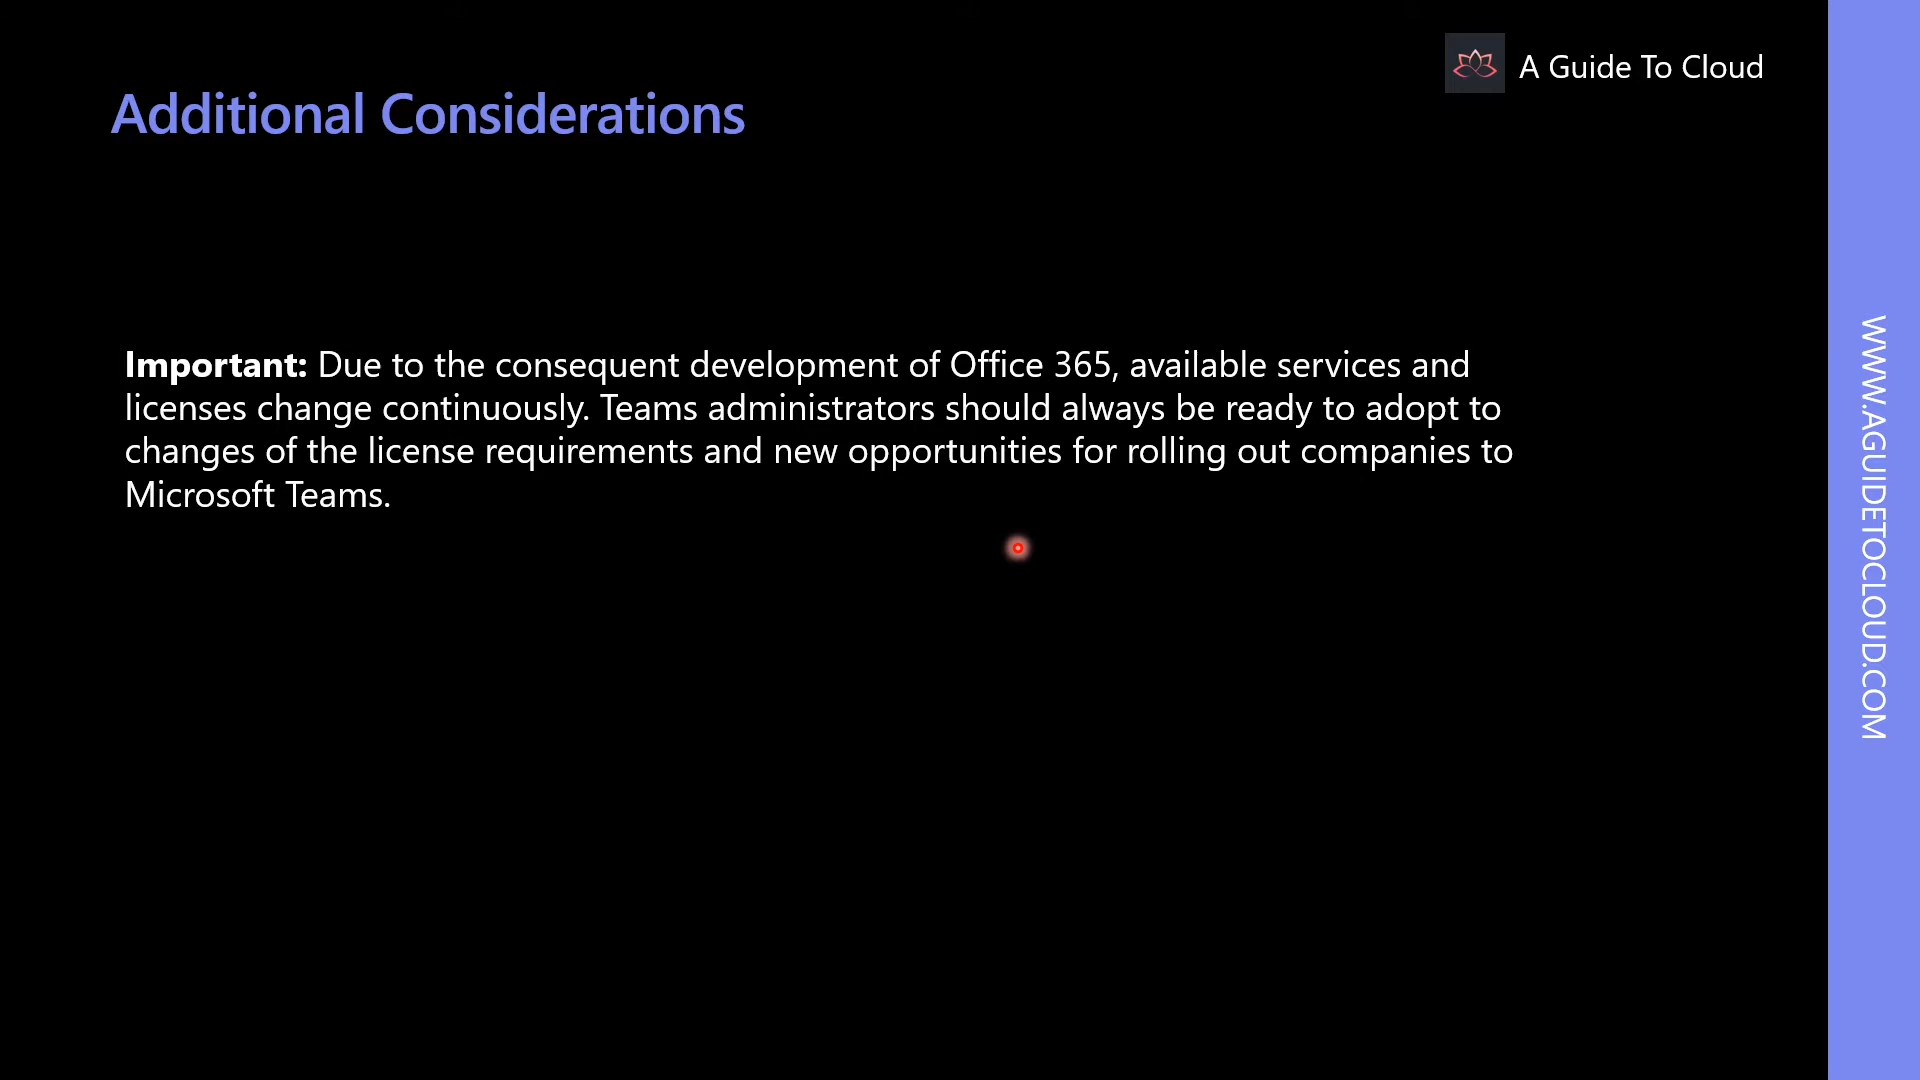 A Guide To Cloud
Additional Considerations
Important: Due to the consequent development of Office 365, available services and
licenses change continuously. Teams administrators should always be ready to adopt to
changes of the license requirements and new opportunities for rolling out companies to
Microsoft Teams.
WWW.AGUIDETOCLOUD.COM